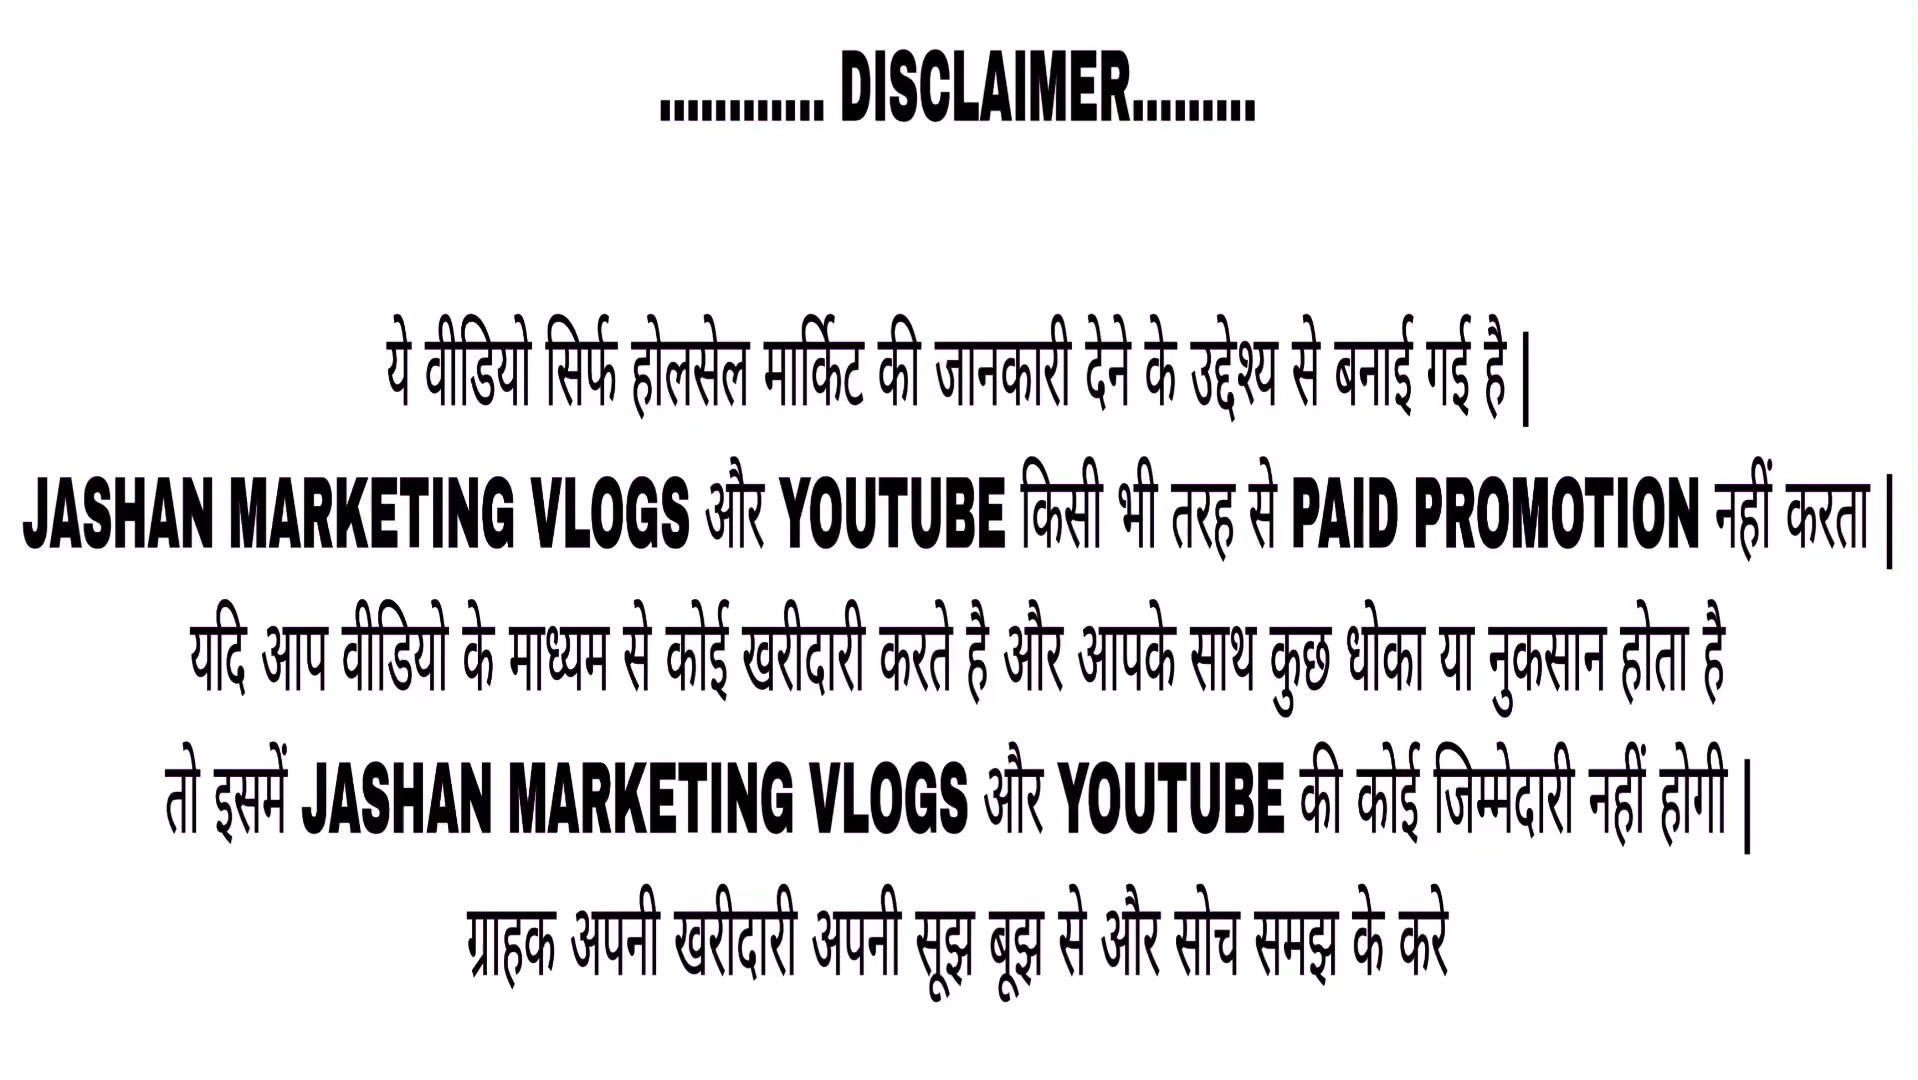 ............ DISCLAIMER.........
ये वीडियो सिर्फ होलसेल मार्किट की जानकारी देने के उद्देश्य से बनाई गई है |
JASHAN MARKETING VLOGS और YOUTUBE किसी भी तरह से PAID PROMOTION नहीं करता |
यदि आप वीडियो के माध्यम से कोई खरीदारी करते है और आपके साथ कुछ धोका या नुकसान होता है
तो इसमें JASHAN MARKETING VLOGS और YOUTUBE की कोई जिम्मेदारी नहीं होगी |
ग्राहक अपनी खरीदारी अपनी सूझ बूझ से और सोच समझ के करे